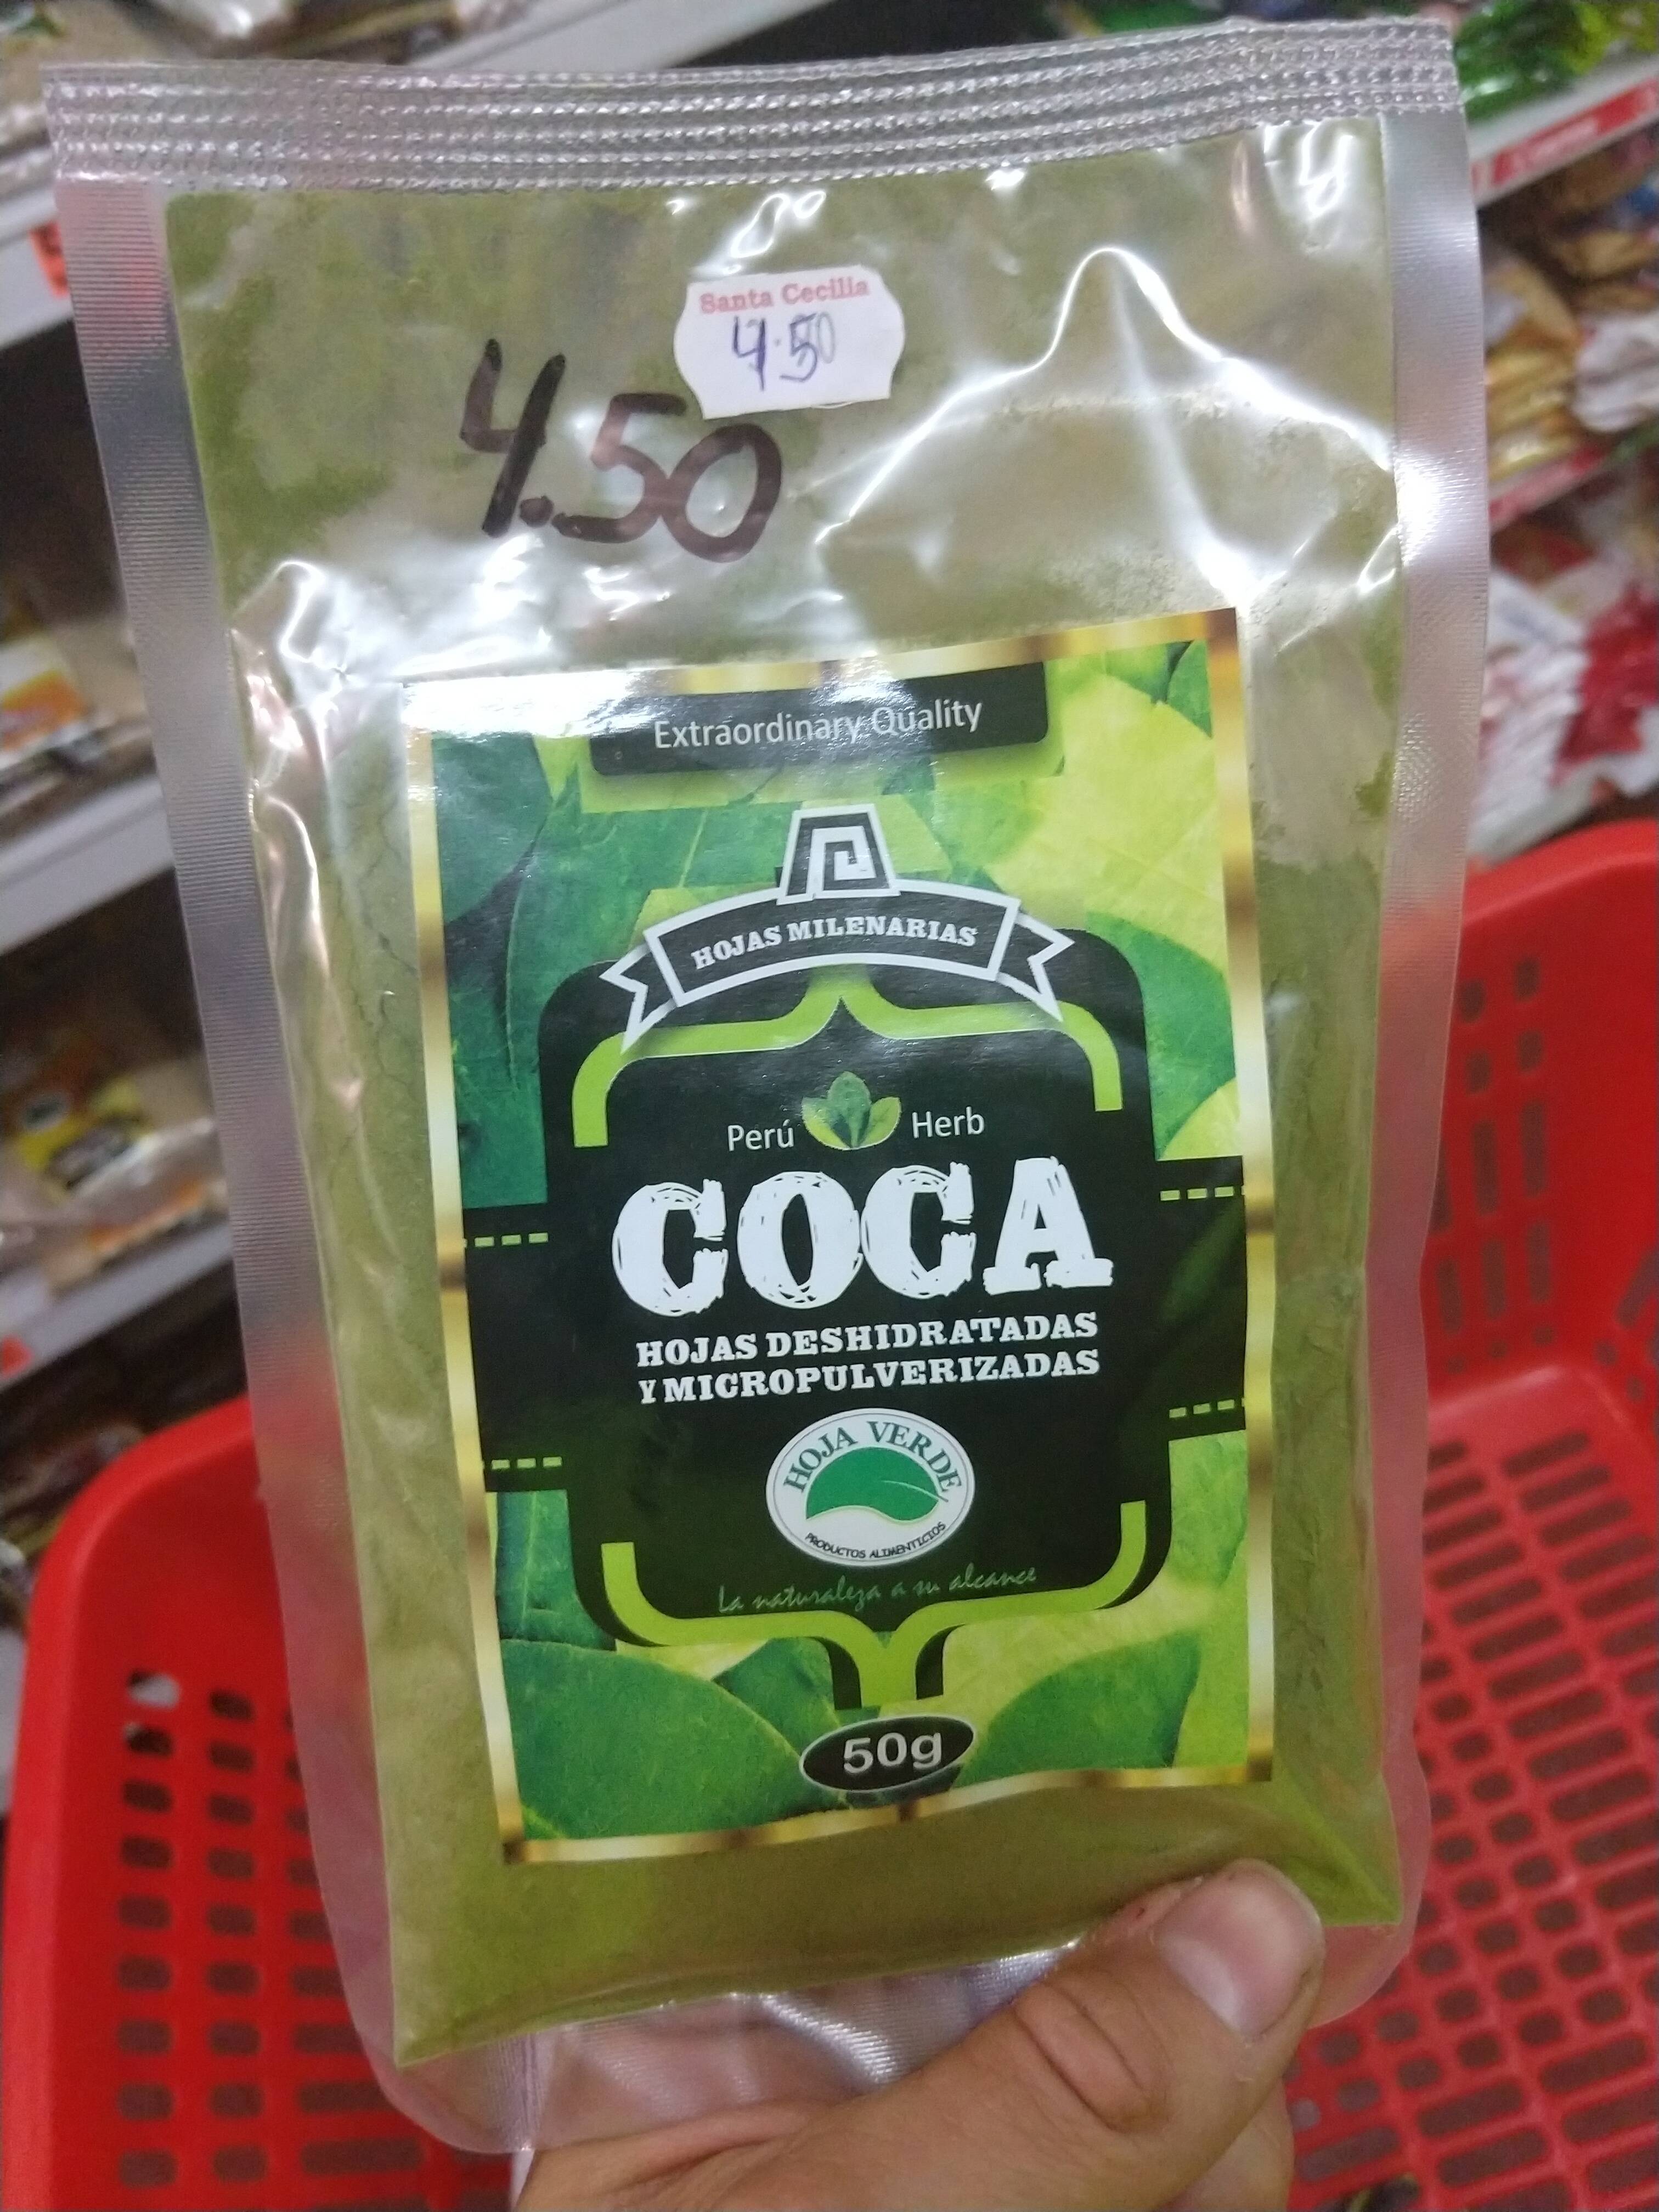 Santa Cecilia
4.50
4.50
Extraordinary Quality
HOJAS MILENARIAS
Perú Herb
COCA
HOJAS DESHIDRATADAS
Y MICROPULVERIZADAS
HOJA VERDE
PRODUCTOS ALIMENTICIOS
La naturaleza a su alcance
50g